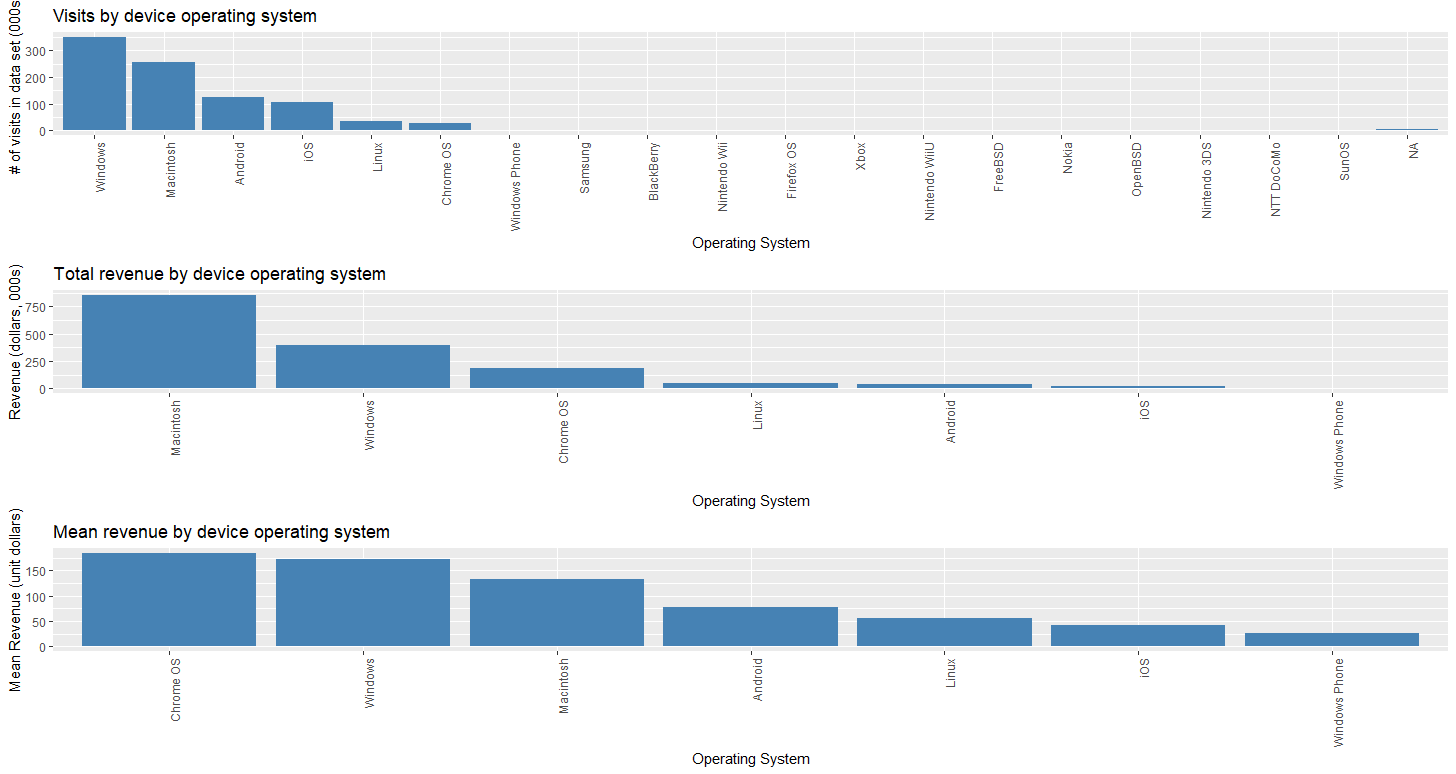 Visits by device operating system
# of visits in data set (000s
300
200
100
0
Windows
Macintosh
Android
iOS
Linux
Chrome OS
Windows Phone
Samsung
BlackBerry
Nintendo Wii
Firefox OS
Xbox
Nintendo WiiU
FreeBSD
Nokia
OpenBSD
Nintendo 3DS
NTT DoCoMo
SunOS
NA
Operating System
Total revenue by device operating system
Revenue (dollars, 000s)
750
500
250
0
Macintosh
Windows
Chrome OS
Linux
Android
iOS
Windows Phone
Operating System
Mean revenue by device operating system
Mean Revenue (unit dollars)
150
100
50
0
Chrome OS
Windows
Macintosh
Android
Linux
iOS
Windows Phone
Operating System